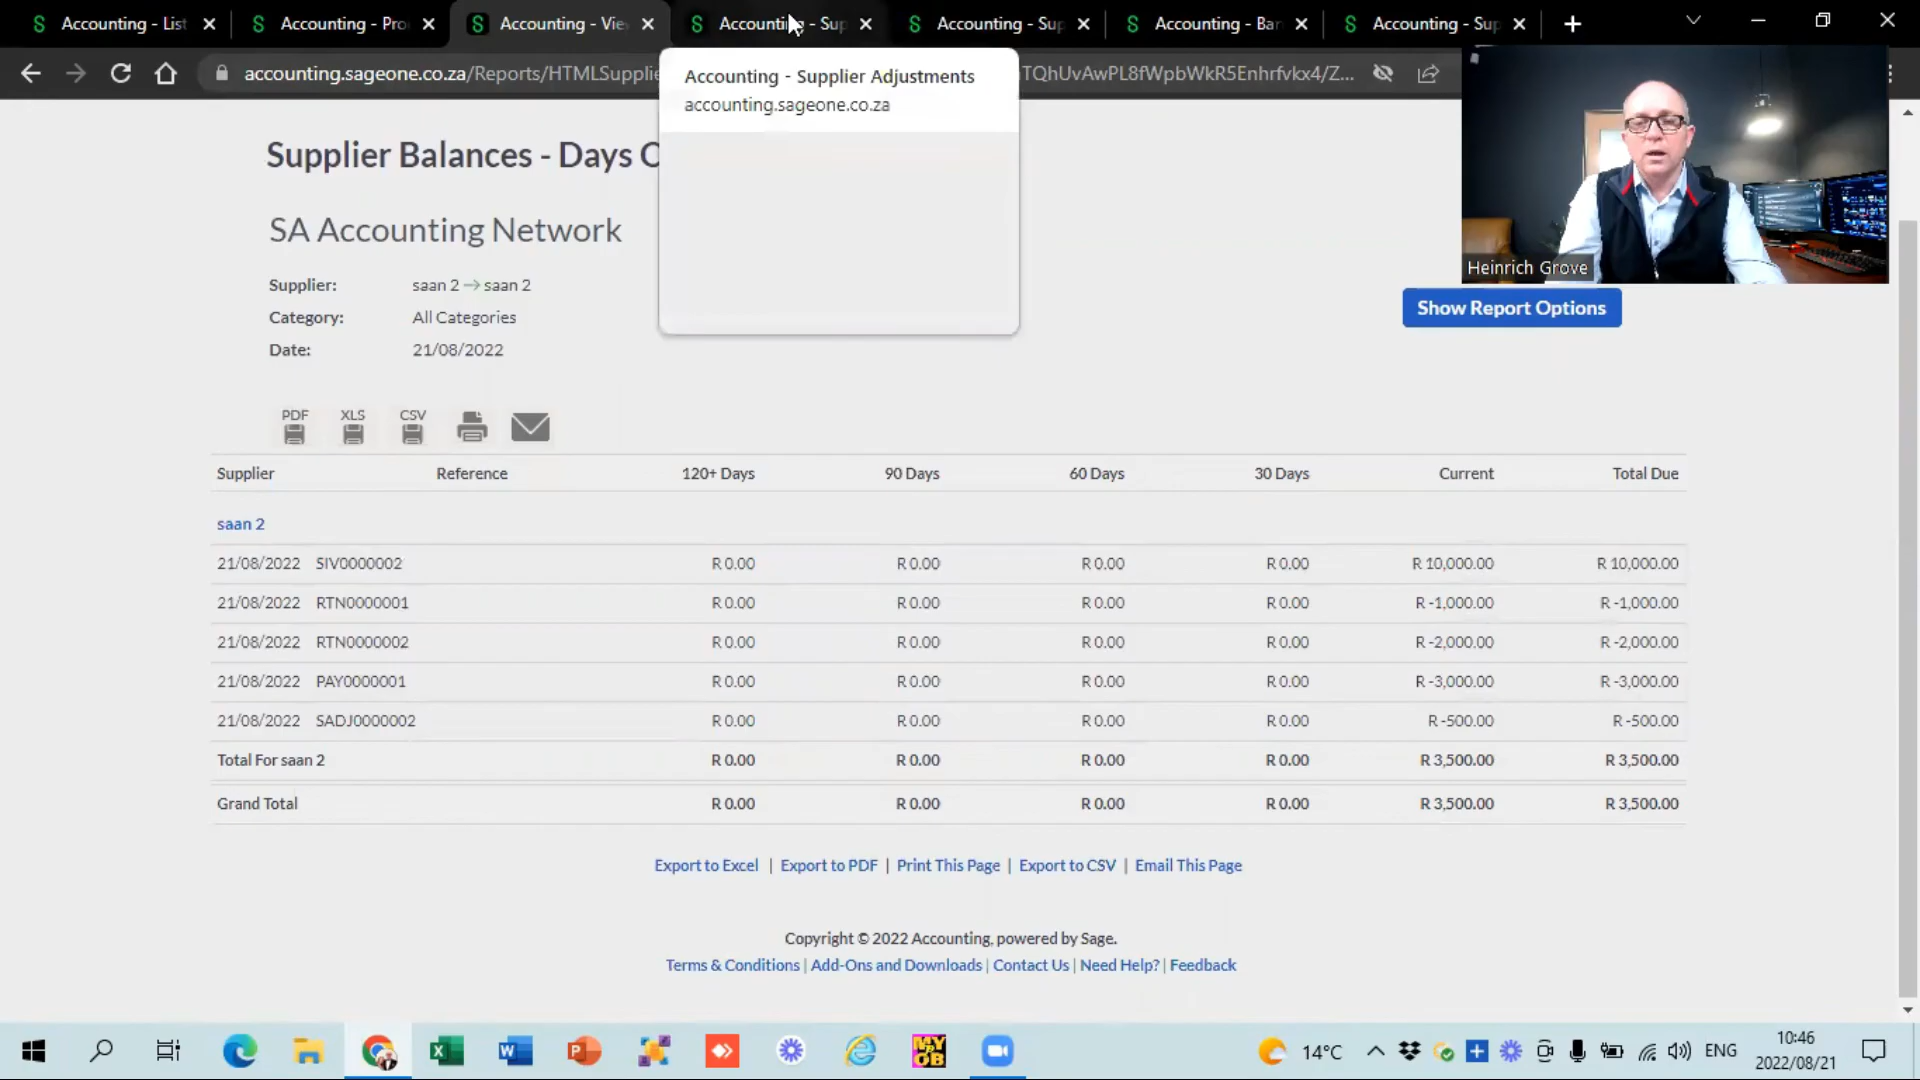 Accounting - List
Accounting - Pro
Accounting - Vie
Accounting - Sup
Accounting - Sup
Accounting - Ban
Accounting - Sup
accounting.sageone.co.za/Reports/HTMLSupplie
TQhUvAwPL8fWpbWkR5Enhrfvkx4/Z...
Accounting - Supplier Adjustments
accounting.sageone.co.za
Heinrich Grove
Supplier Balances - Days O
SA Accounting Network
Supplier: saan 2 → saan 2
Category: All Categories
Date: 21/08/2022
Show Report Options
PDF XLS CSV
Supplier Reference 120+ Days 90 Days 60 Days 30 Days Current Total Due
saan 2
21/08/2022 SIV0000002 R 0.00 R 0.00 R 0.00 R 0.00 R 10,000.00 R 10,000.00
21/08/2022 RTN0000001 R 0.00 R 0.00 R 0.00 R 0.00 R -1,000.00 R -1,000.00
21/08/2022 RTN0000002 R 0.00 R 0.00 R 0.00 R 0.00 R -2,000.00 R -2,000.00
21/08/2022 PAY0000001 R 0.00 R 0.00 R 0.00 R 0.00 R -3,000.00 R -3,000.00
21/08/2022 SADJ0000002 R 0.00 R 0.00 R 0.00 R 0.00 R -500.00 R -500.00
Total For saan 2 R 0.00 R 0.00 R 0.00 R 0.00 R 3,500.00 R 3,500.00
Grand Total R 0.00 R 0.00 R 0.00 R 0.00 R 3,500.00 R 3,500.00
Export to Excel | Export to PDF | Print This Page | Export to CSV | Email This Page
Copyright © 2022 Accounting, powered by Sage.
Terms & Conditions | Add-Ons and Downloads | Contact Us | Need Help? | Feedback
MY OB
14°C
ENG
10:46
2022/08/21